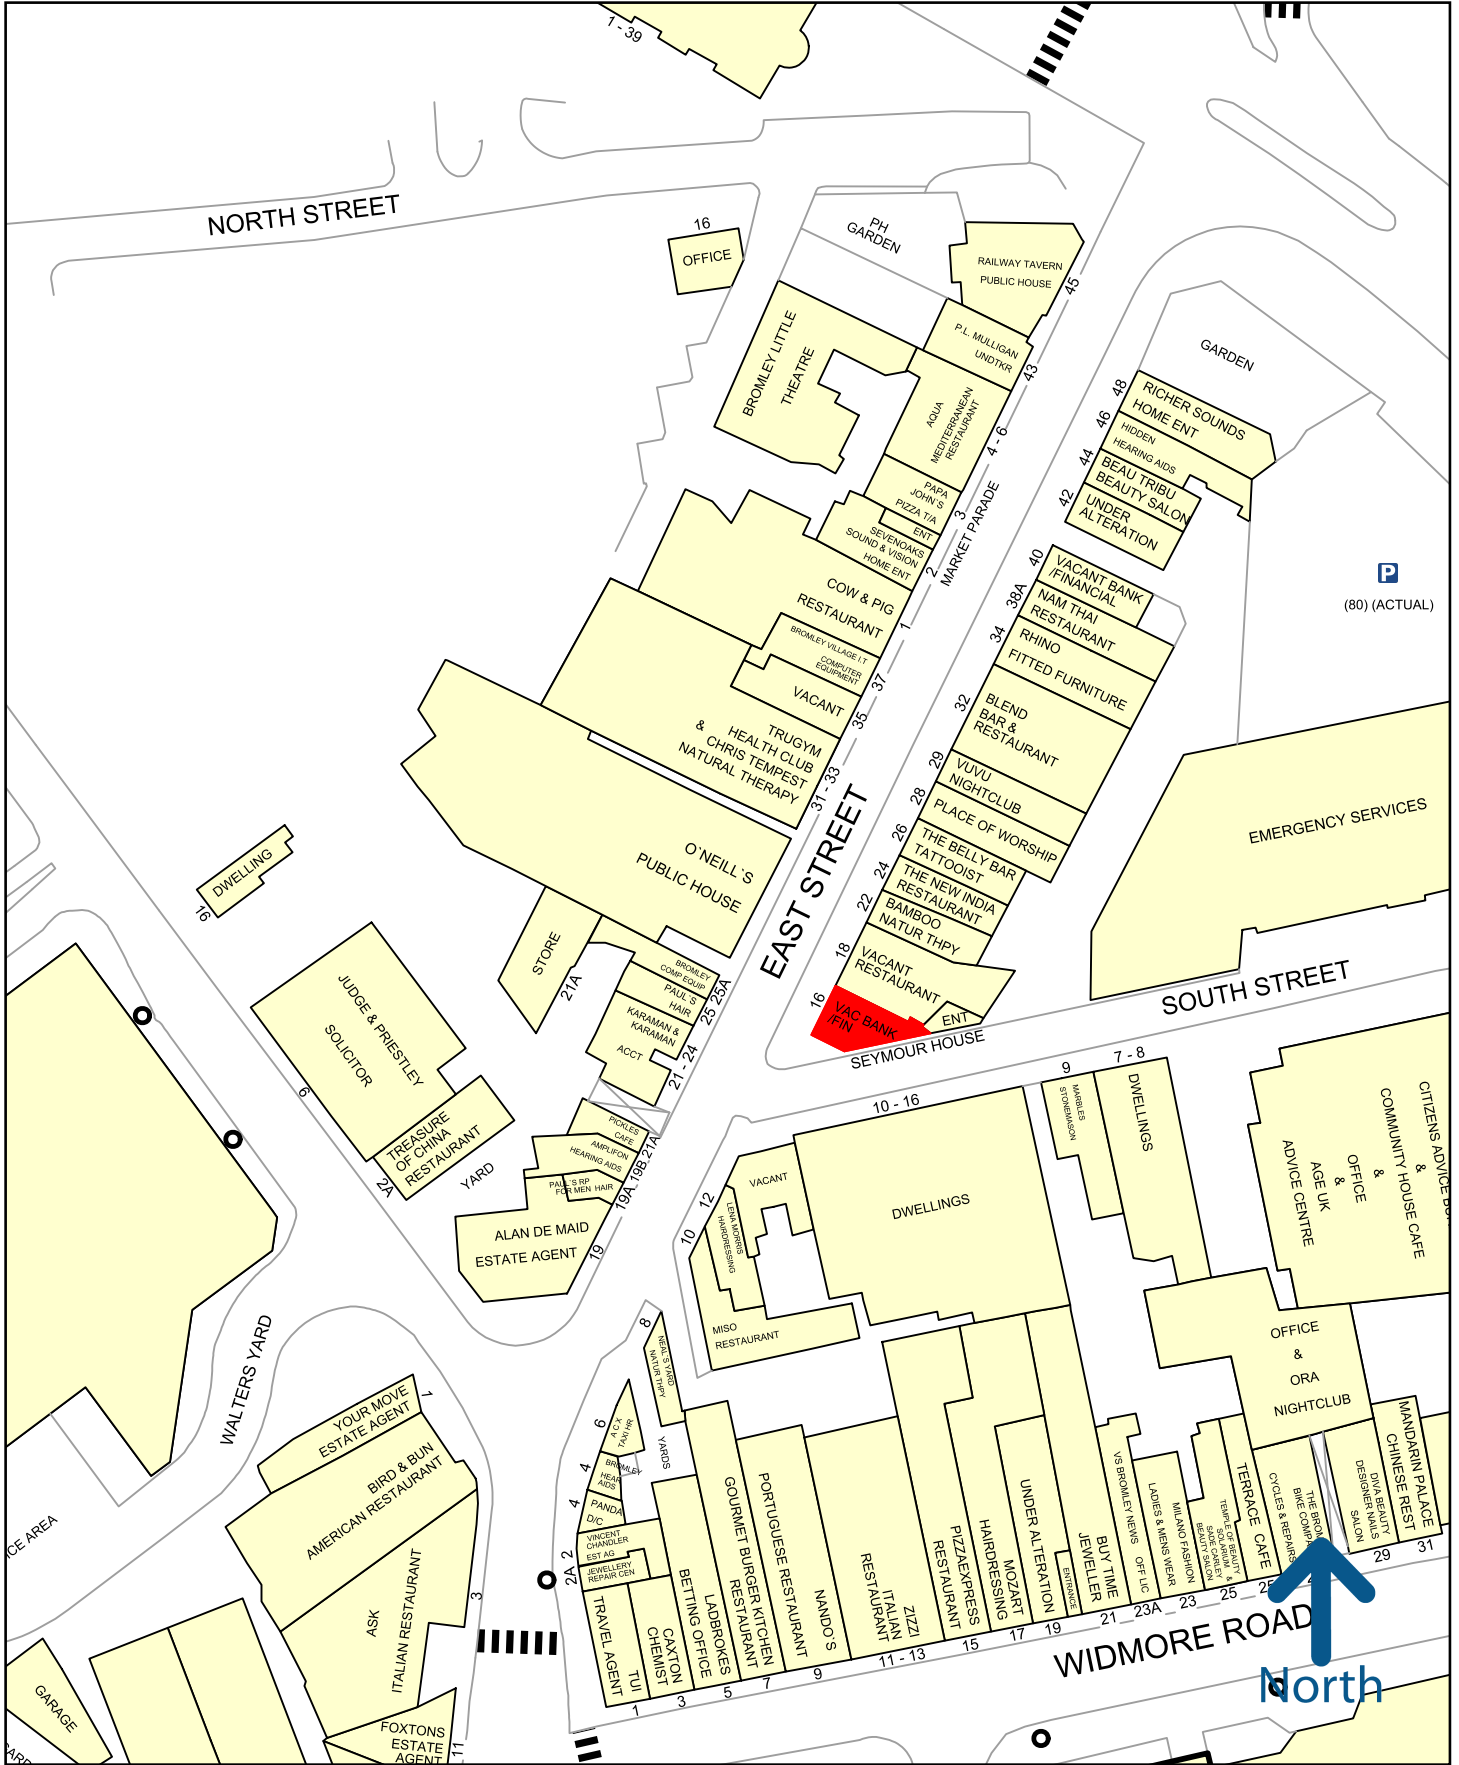 1 - 39
NORTH STREET
16
OFFICE
PH
GARDEN
RAILWAY TAVERN
PUBLIC HOUSE
45
P.L. MULLIGAN
UNDTKR
43
BROMLEY LITTLE
THEATRE
AQUA
MEDITERRANEAN
RESTAURANT
4 - 6
PAPA
JOHN`S
PIZZA T/A
3
ENT
MARKET PARADE
SEVENOAKS
SOUND & VISION
HOME ENT
2
COW & PIG
RESTAURANT
1
BROMLEY VILLAGE I.T
COMPUTER
EQUIPMENT
37
VACANT
35
TRUGYM
HEALTH CLUB
& CHRIS TEMPEST
NATURAL THERAPY
31 - 33
O`NEILL`S
PUBLIC HOUSE
EAST STREET
GARDEN
48
RICHER SOUNDS
HOME ENT
46
HIDDEN
HEARING AIDS
44
BEAU TRIBU
BEAUTY SALON
42
UNDER
ALTERATION
40
VACANT BANK
/FINANCIAL
38A
NAM THAI
RESTAURANT
34
RHINO
FITTED FURNITURE
32
BLEND
BAR &
RESTAURANT
29
VUVU
NIGHTCLUB
28
PLACE OF WORSHIP
26
THE BELLY BAR
TATTOOIST
24
THE NEW INDIA
RESTAURANT
22
BAMBOO
NATUR THPY
18
VACANT
RESTAURANT
16
VAC BANK
/FIN
ENT
SEYMOUR HOUSE
P
(80) (ACTUAL)
EMERGENCY SERVICES
SOUTH STREET
DWELLING
16
STORE
21A
BROMLEY
COMP EQUIP
25A
PAUL`S
HAIR
25
KARAMAN &
KARAMAN
ACCT
21 - 24
JUDGE & PRIESTLEY
SOLICITOR
6
TREASURE
OF CHINA
RESTAURANT
2A
YARD
PICKLES
CAFE
21A
AMPLIFON
HEARING AIDS
19B
PAUL`S RP
FOR MEN HAIR
19A
ALAN DE MAID
ESTATE AGENT
19
10 - 16
9
7 - 8
MARBLES
STONEMASON
DWELLINGS
DWELLINGS
VACANT
12
LENA MORRIS
HAIRDRESSING
10
MISO
RESTAURANT
CITIZENS ADVICE
&
COMMUNITY HOUSE CAFE
&
OFFICE
&
AGE UK
ADVICE CENTRE
OFFICE
&
ORA
NIGHTCLUB
WALTERS YARD
YOUR MOVE
ESTATE AGENT
1
BIRD & BUN
AMERICAN RESTAURANT
ASK
ITALIAN RESTAURANT
3
ICE AREA
GARAGE
FOXTONS
ESTATE
AGENT
11
8
NEAL`S YARD
NATUR THPY
6
A C X
TAXI HR
YARDS
4
BROMLEY
HEAR
AIDS
4
PANDA
D/C
2
VINCENT
CHANDLER
EST AG
2A
JEWELLERY
REPAIR CEN
TUI
TRAVEL AGENT
1
CAXTON
CHEMIST
3
LADBROKES
BETTING OFFICE
5
GOURMET BURGER KITCHEN
RESTAURANT
7
PORTUGUESE RESTAURANT
NANDO`S
9
ZIZZI
ITALIAN
RESTAURANT
11 - 13
PIZZAEXPRESS
RESTAURANT
15
MOZART
HAIRDRESSING
17
UNDER ALTERATION
19
ENTRANCE
BUY TIME
JEWELLER
21
VS BROMLEY NEWS
OFF LIC
23A
MILANO FASHION
LADIES & MENS WEAR
23
TEMPLE OF BEAUTY
SOLARIUM &
SADE CARLEY
BEAUTY SALON
25
TERRACE CAFE
CYCLES & REPAIRS
DIVA BEAUTY
DESIGNER NAILS
SALON
29
MANDARIN PALACE
CHINESE REST
31
WIDMORE ROAD
North